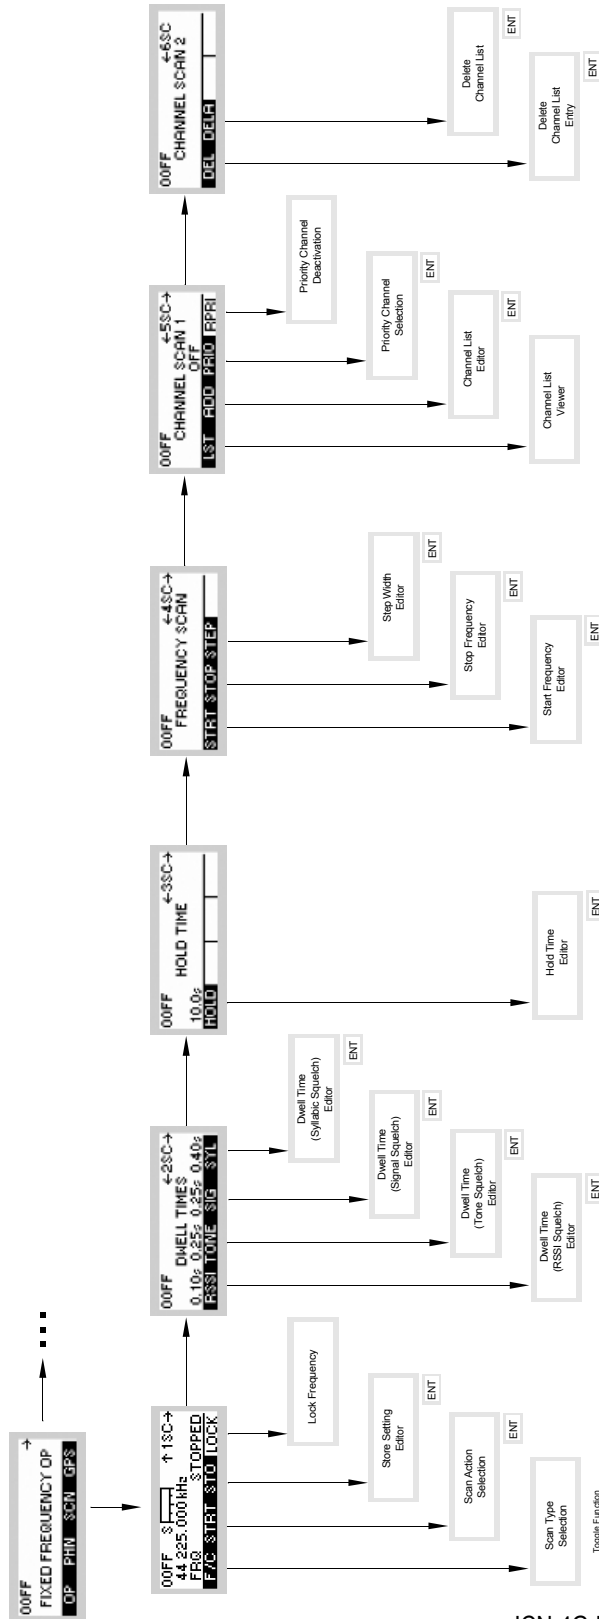 00FF →
FIXED FREQUENCY OP
OP PHN SCN GPS
...
00FF S ↑1SC→
44 225.000 kHz
FRQ STOPPED
F/C STRT STO LOCK
Lock Frequency
Store Setting
Editor
ENT
Scan Action
Selection
ENT
Scan Type
Selection
Toggle Function
00FF ←2SC→
DWELL TIMES
0.10s 0.25s 0.25s 0.40s
RSSI TONE SIG SYL
Dwell Time
(Syllabic Squelch)
Editor
ENT
Dwell Time
(Signal Squelch)
Editor
ENT
Dwell Time
(Tone Squelch)
Editor
ENT
Dwell Time
(RSSI Squelch)
Editor
ENT
00FF ←3SC→
HOLD TIME
10.0s
HOLD
Hold Time
Editor
ENT
00FF ←4SC→
FREQUENCY SCAN
STRT STOP STEP
Step Width
Editor
ENT
Stop Frequency
Editor
ENT
Start Frequency
Editor
ENT
00FF ←5SC→
CHANNEL SCAN 1
OFF
LST ADD PRIO RPRI
Priority Channel
Deactivation
Priority Channel
Selection
ENT
Channel List
Editor
ENT
Channel List
Viewer
00FF ←6SC
CHANNEL SCAN 2
DEL DELA
Delete
Channel List
ENT
Delete
Channel List
Entry
ENT